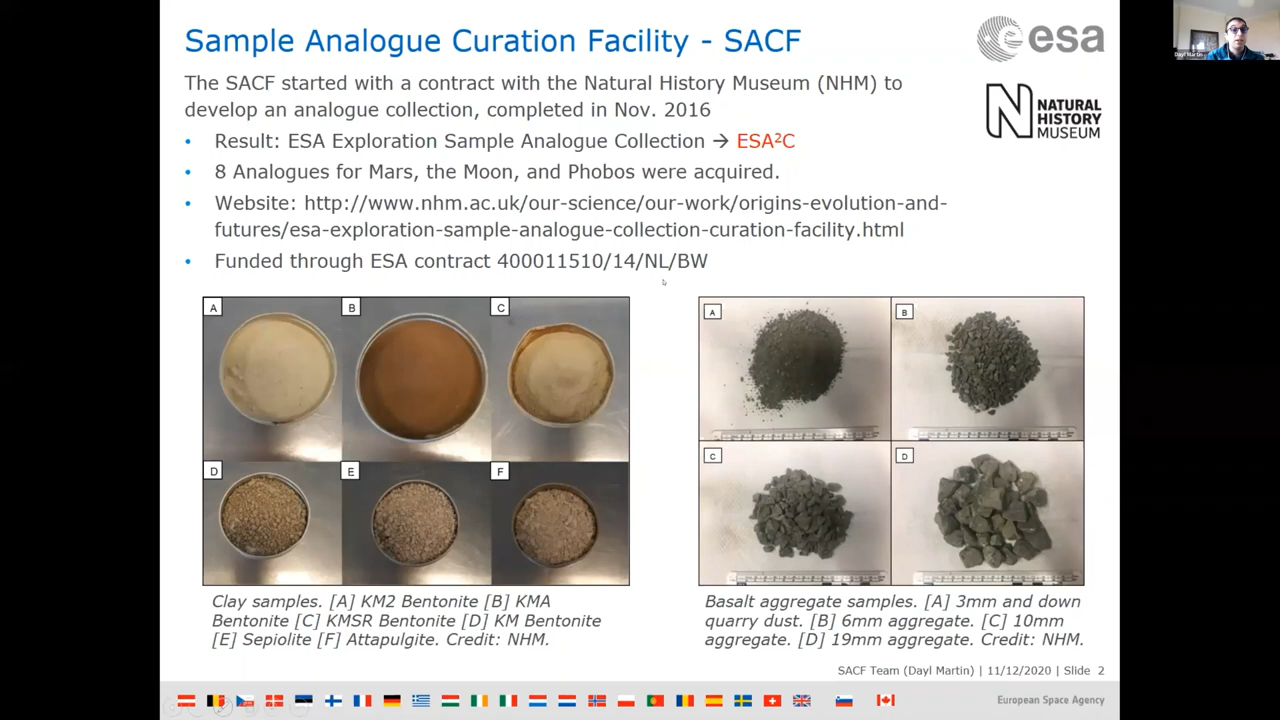 Sample Analogue Curation Facility - SACF
esa
Dayl Martin
The SACF started with a contract with the Natural History Museum (NHM) to
develop an analogue collection, completed in Nov. 2016
NATURAL
HISTORY
MUSEUM
• Result: ESA Exploration Sample Analogue Collection → ESA²C
• 8 Analogues for Mars, the Moon, and Phobos were acquired.
• Website: http://www.nhm.ac.uk/our-science/our-work/origins-evolution-and-
futures/esa-exploration-sample-analogue-collection-curation-facility.html
• Funded through ESA contract 400011510/14/NL/BW
A B C
D E F
A B
C D
Clay samples. [A] KM2 Bentonite [B] KMA
Bentonite [C] KMSR Bentonite [D] KM Bentonite
[E] Sepiolite [F] Attapulgite. Credit: NHM.
Basalt aggregate samples. [A] 3mm and down
quarry dust. [B] 6mm aggregate. [C] 10mm
aggregate. [D] 19mm aggregate. Credit: NHM.
SACF Team (Dayl Martin) | 11/12/2020 | Slide 2
European Space Agency